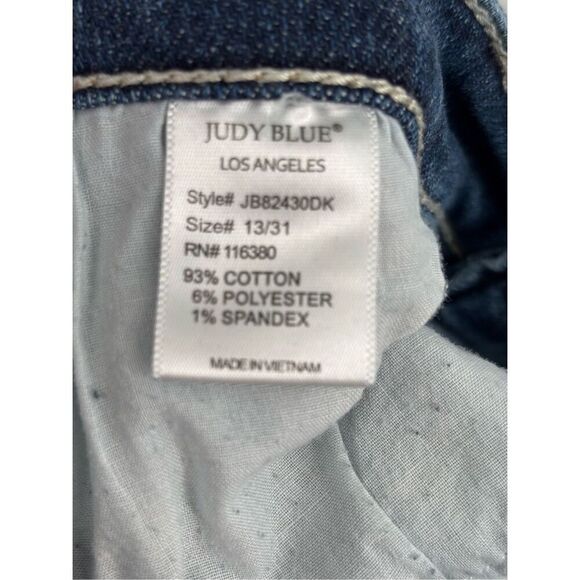 JUDY BLUE®
LOS ANGELES
Style# JB82430DK
Size# 13/31
RN# 116380
93% COTTON
6% POLYESTER
1% SPANDEX
MADE IN VIETNAM